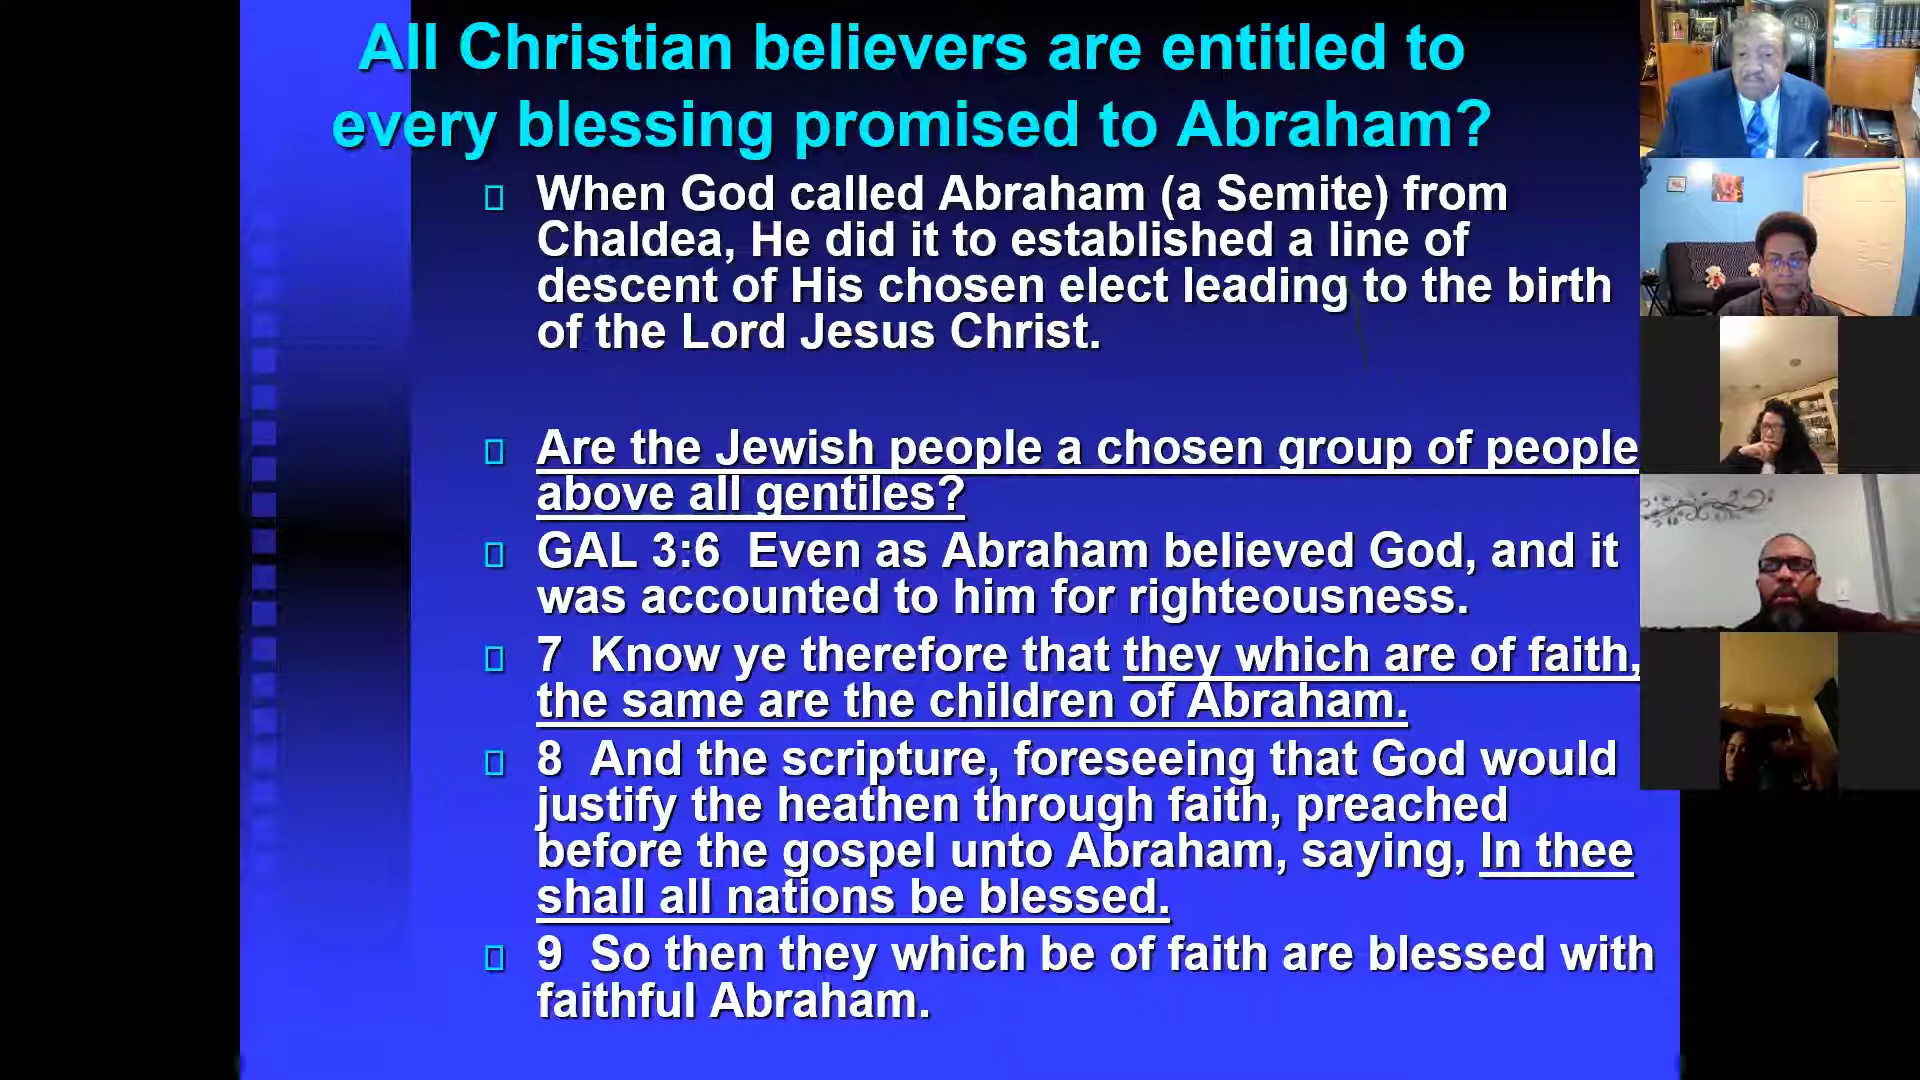 All Christian believers are entitled to
every blessing promised to Abraham?
When God called Abraham (a Semite) from
Chaldea, He did it to established a line of
descent of His chosen elect leading to the birth
of the Lord Jesus Christ.
Are the Jewish people a chosen group of people
above all gentiles?
GAL 3:6 Even as Abraham believed God, and it
was accounted to him for righteousness.
7 Know ye therefore that they which are of faith,
the same are the children of Abraham.
8 And the scripture, foreseeing that God would
justify the heathen through faith, preached
before the gospel unto Abraham, saying, In thee
shall all nations be blessed.
9 So then they which be of faith are blessed with
faithful Abraham.